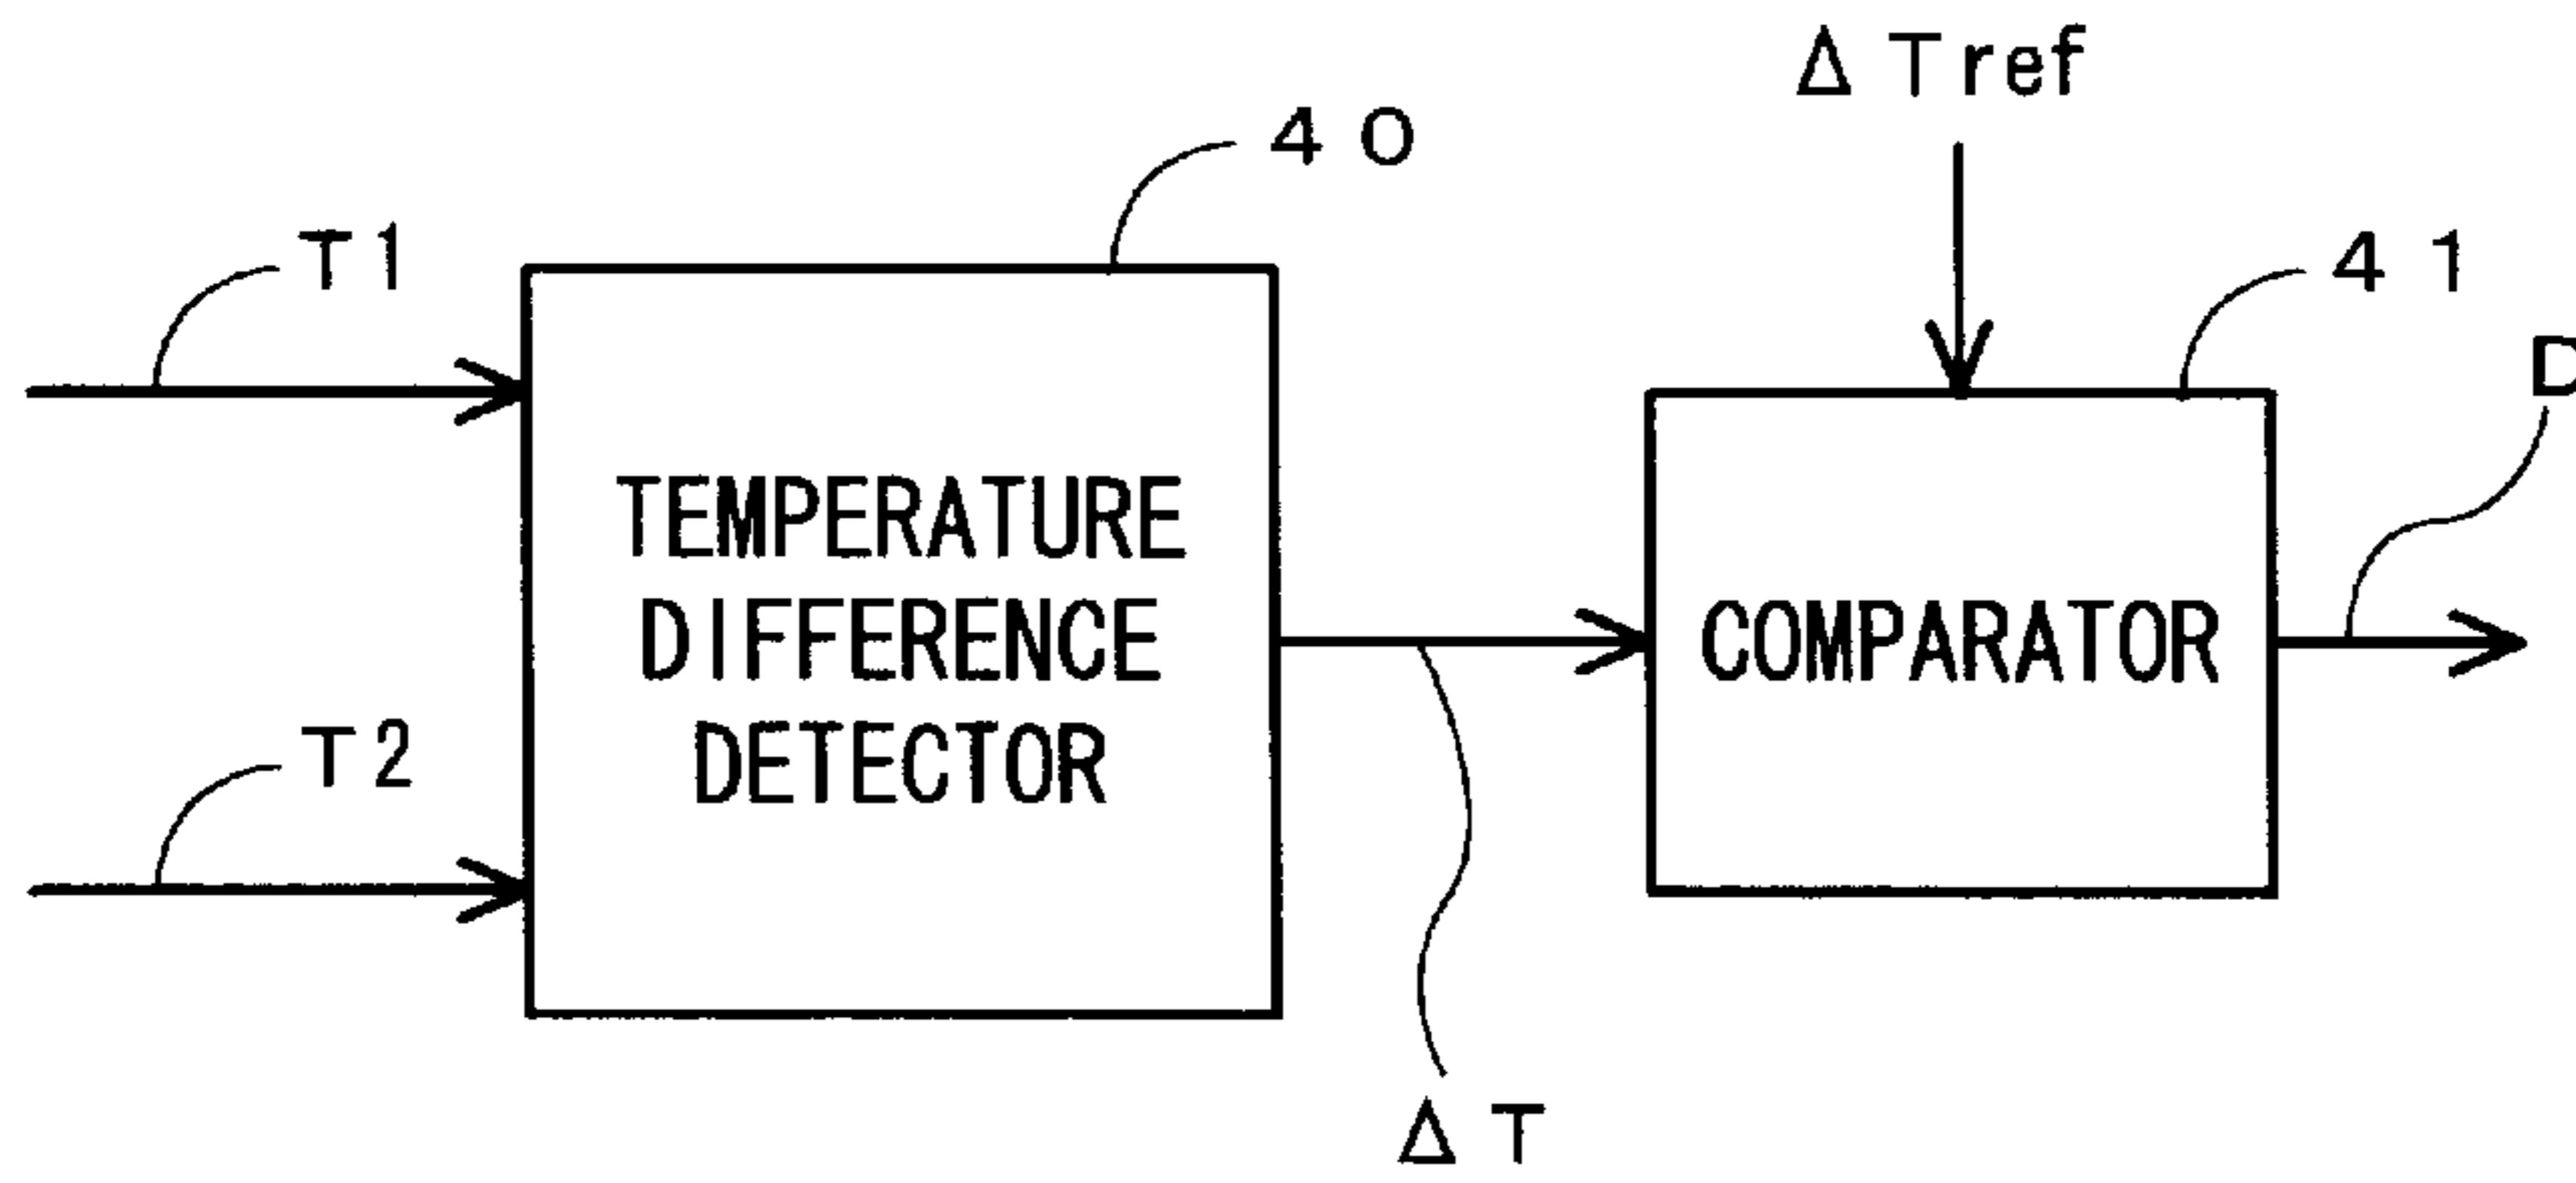 ΔTref
40
T1
41
D
TEMPERATURE
DIFFERENCE
DETECTOR
COMPARATOR
T2
ΔT